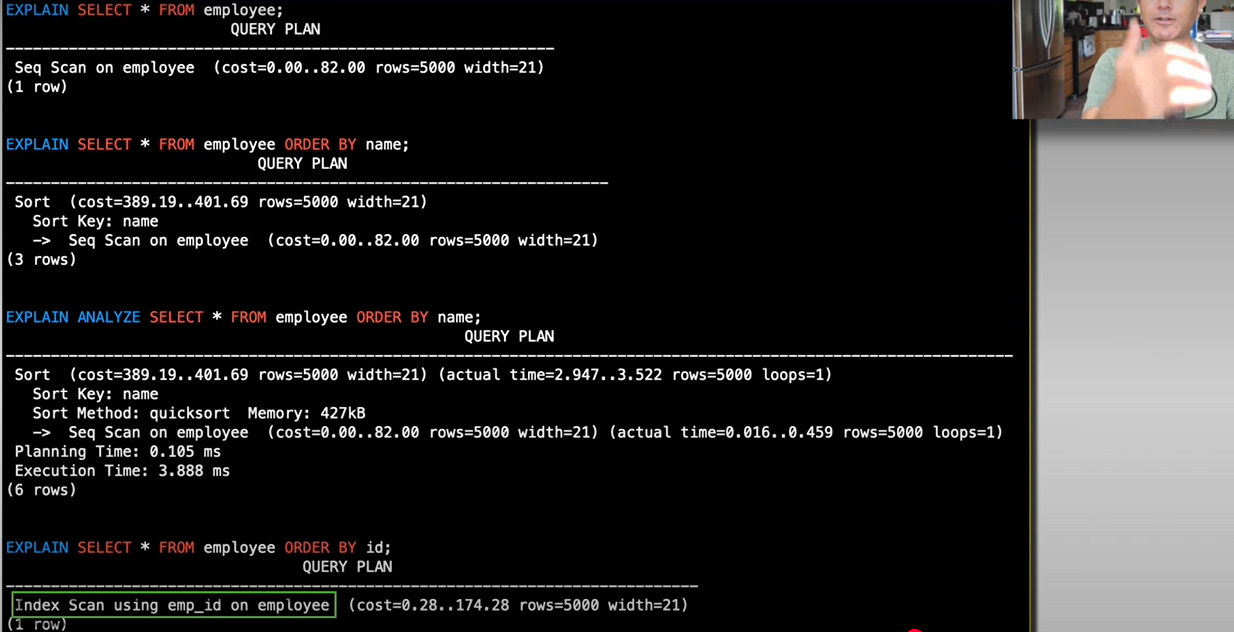 EXPLAIN SELECT * FROM employee;
QUERY PLAN
-------------------------------------------------------------
Seq Scan on employee  (cost=0.00..82.00 rows=5000 width=21)
(1 row)
EXPLAIN SELECT * FROM employee ORDER BY name;
QUERY PLAN
-------------------------------------------------------------------
Sort  (cost=389.19..401.69 rows=5000 width=21)
Sort Key: name
->  Seq Scan on employee  (cost=0.00..82.00 rows=5000 width=21)
(3 rows)
EXPLAIN ANALYZE SELECT * FROM employee ORDER BY name;
QUERY PLAN
----------------------------------------------------------------------------------------------------------------
Sort  (cost=389.19..401.69 rows=5000 width=21) (actual time=2.947..3.522 rows=5000 loops=1)
Sort Key: name
Sort Method: quicksort  Memory: 427kB
->  Seq Scan on employee  (cost=0.00..82.00 rows=5000 width=21) (actual time=0.016..0.459 rows=5000 loops=1)
Planning Time: 0.105 ms
Execution Time: 3.888 ms
(6 rows)
EXPLAIN SELECT * FROM employee ORDER BY id;
QUERY PLAN
-----------------------------------------------------------------------------
Index Scan using emp_id on employee  (cost=0.28..174.28 rows=5000 width=21)
(1 row)